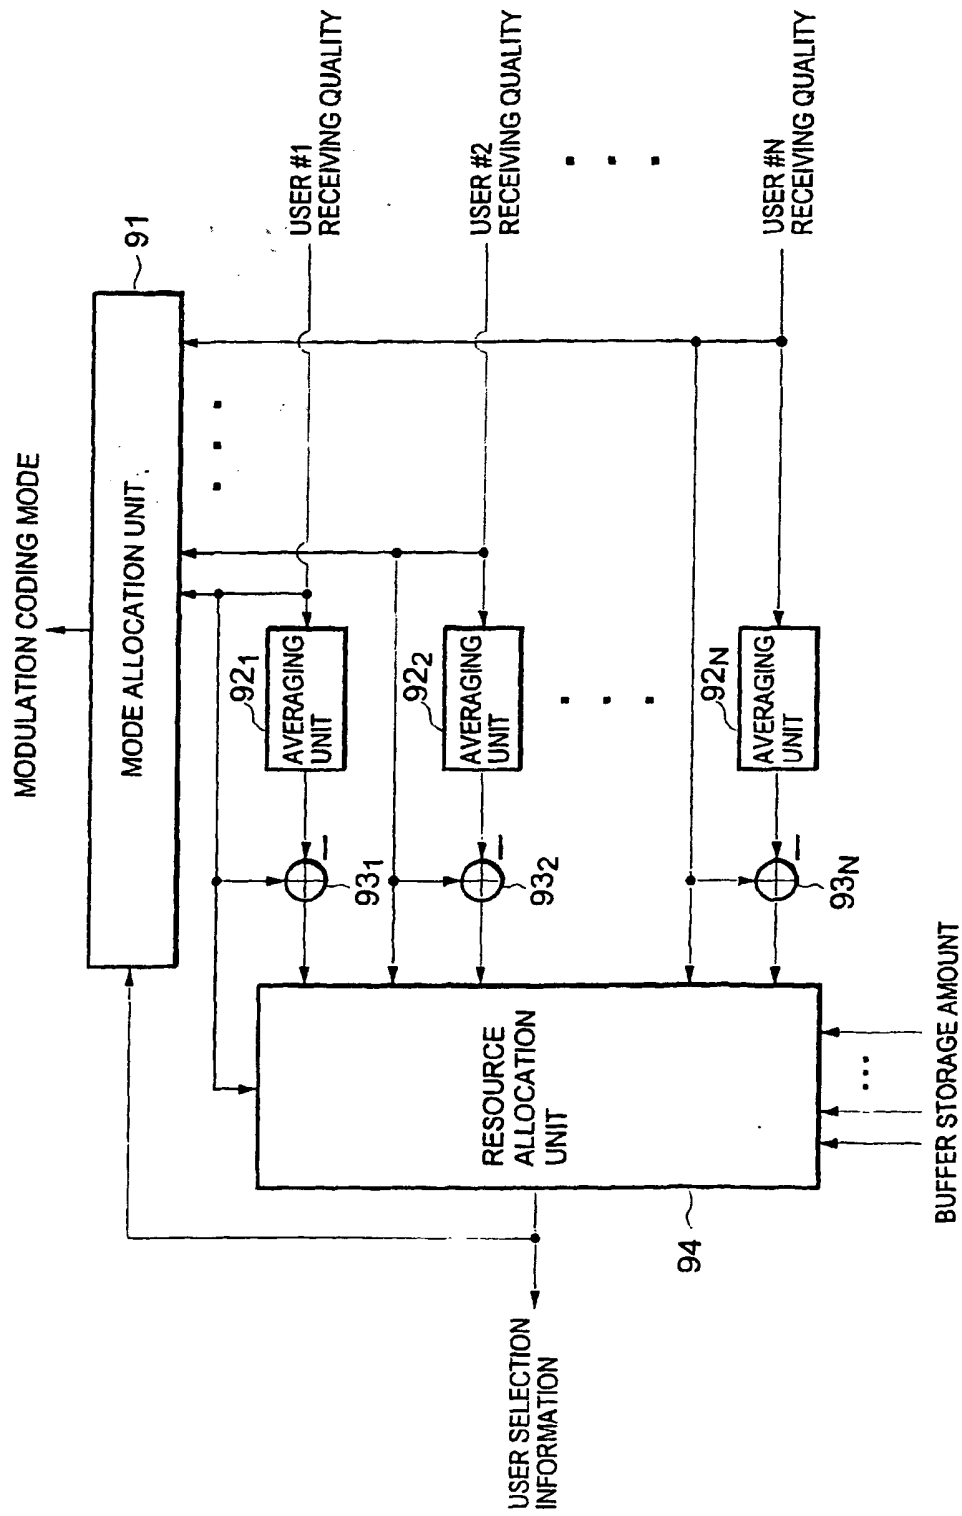 USER #1
RECEIVING QUALITY
USER #2
RECEIVING QUALITY
USER #N
RECEIVING QUALITY
91
MODULATION CODING MODE
MODE ALLOCATION UNIT
921
AVERAGING
UNIT
922
AVERAGING
UNIT
92N
AVERAGING
UNIT
931
932
93N
RESOURCE
ALLOCATION
UNIT
94
BUFFER STORAGE AMOUNT
USER SELECTION
INFORMATION